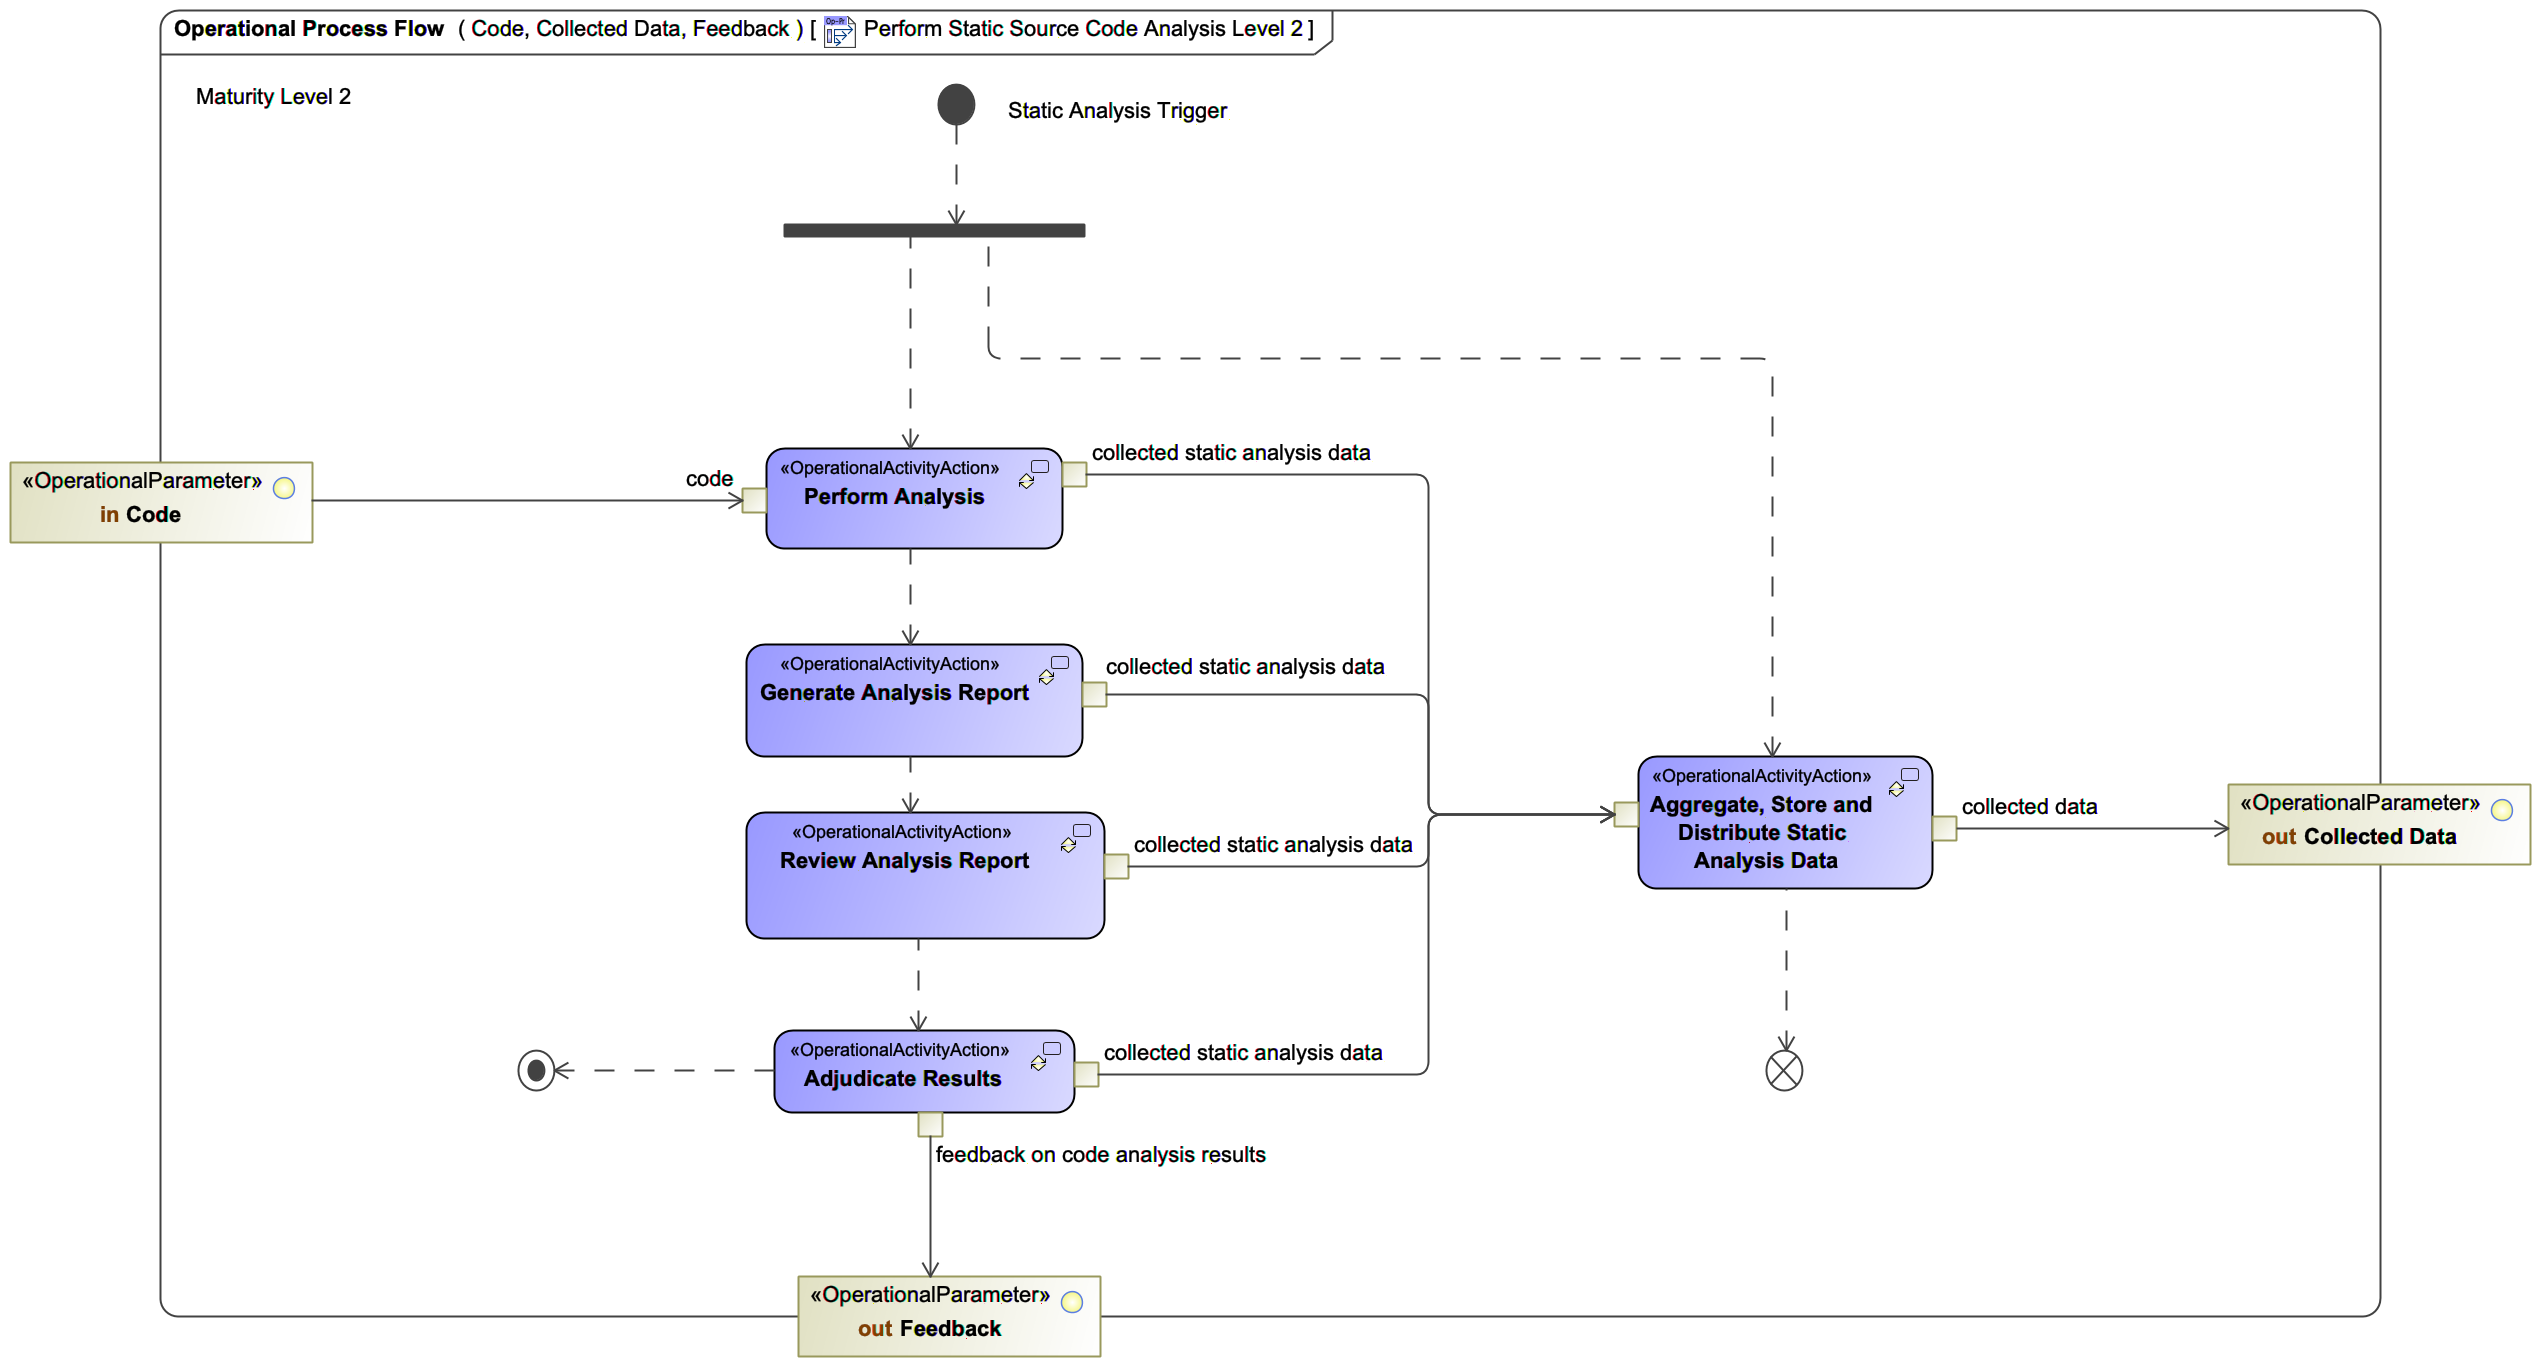 Operational Process Flow ( Code, Collected Data, Feedback ) [ Op-Pr Perform Static Source Code Analysis Level 2 ]
Maturity Level 2
Static Analysis Trigger
«OperationalParameter»
in Code
code
«OperationalActivityAction»
Perform Analysis
collected static analysis data
«OperationalActivityAction»
Generate Analysis Report
collected static analysis data
«OperationalActivityAction»
Review Analysis Report
collected static analysis data
«OperationalActivityAction»
Aggregate, Store and
Distribute Static
Analysis Data
collected data
«OperationalParameter»
out Collected Data
«OperationalActivityAction»
Adjudicate Results
collected static analysis data
feedback on code analysis results
«OperationalParameter»
out Feedback